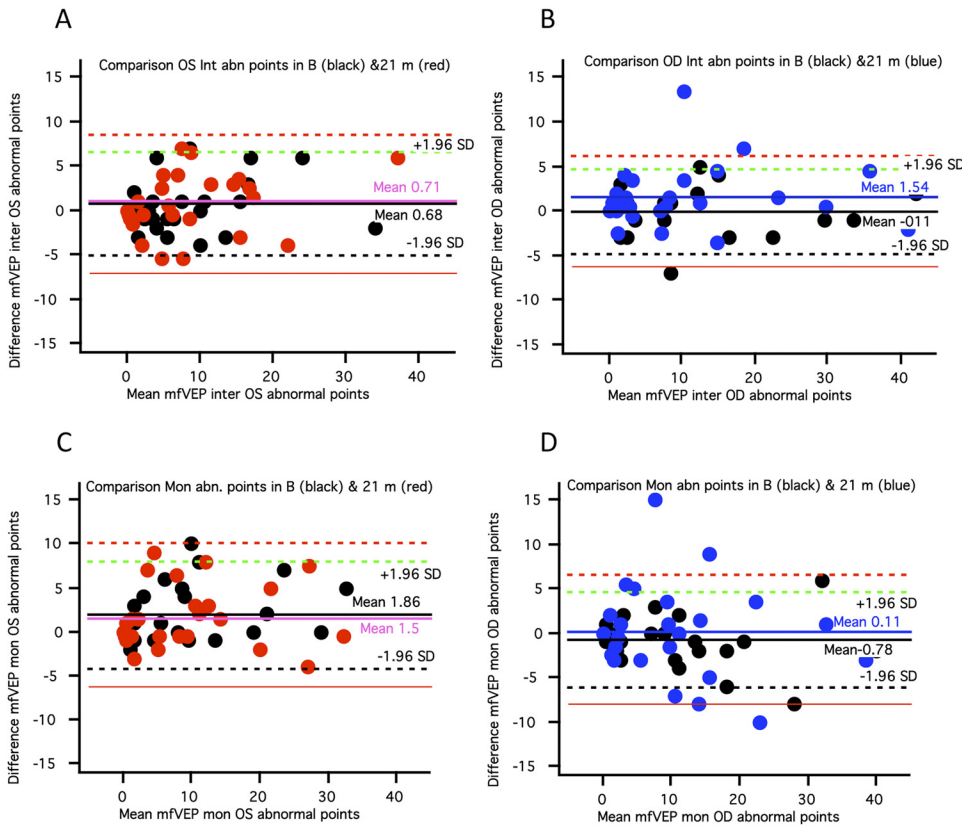 A
Comparison OS Int abn points in B (black) &21 m (red)
Difference mfVEP inter OS abnormal points
15
10
5
0
-5
-10
-15
+1.96 SD
Mean 0.71
Mean 0.68
-1.96 SD
0 10 20 30 40
Mean mfVEP inter OS abnormal points
B
Comparison OD Int abn points in B (black) &21 m (blue)
Difference mfVEP inter OD abnormal points
15
10
5
0
-5
-10
-15
+1.96 SD
Mean 1.54
Mean -011
-1.96 SD
0 10 20 30 40
Mean mfVEP inter OD abnormal points
C
Comparison Mon abn. points in B (black) & 21 m (red)
Difference mfVEP mon OS abnormal points
15
10
5
0
-5
-10
-15
+1.96 SD
Mean 1.86
Mean 1.5
-1.96 SD
0 10 20 30 40
Mean mfVEP mon OS abnormal points
D
Comparison Mon abn points in B (black) & 21 m (blue)
Difference mfVEP mon OD abnormal points
15
10
5
0
-5
-10
-15
+1.96 SD
Mean 0.11
Mean-0.78
-1.96 SD
0 10 20 30 40
Mean mfVEP mon OD abnormal points